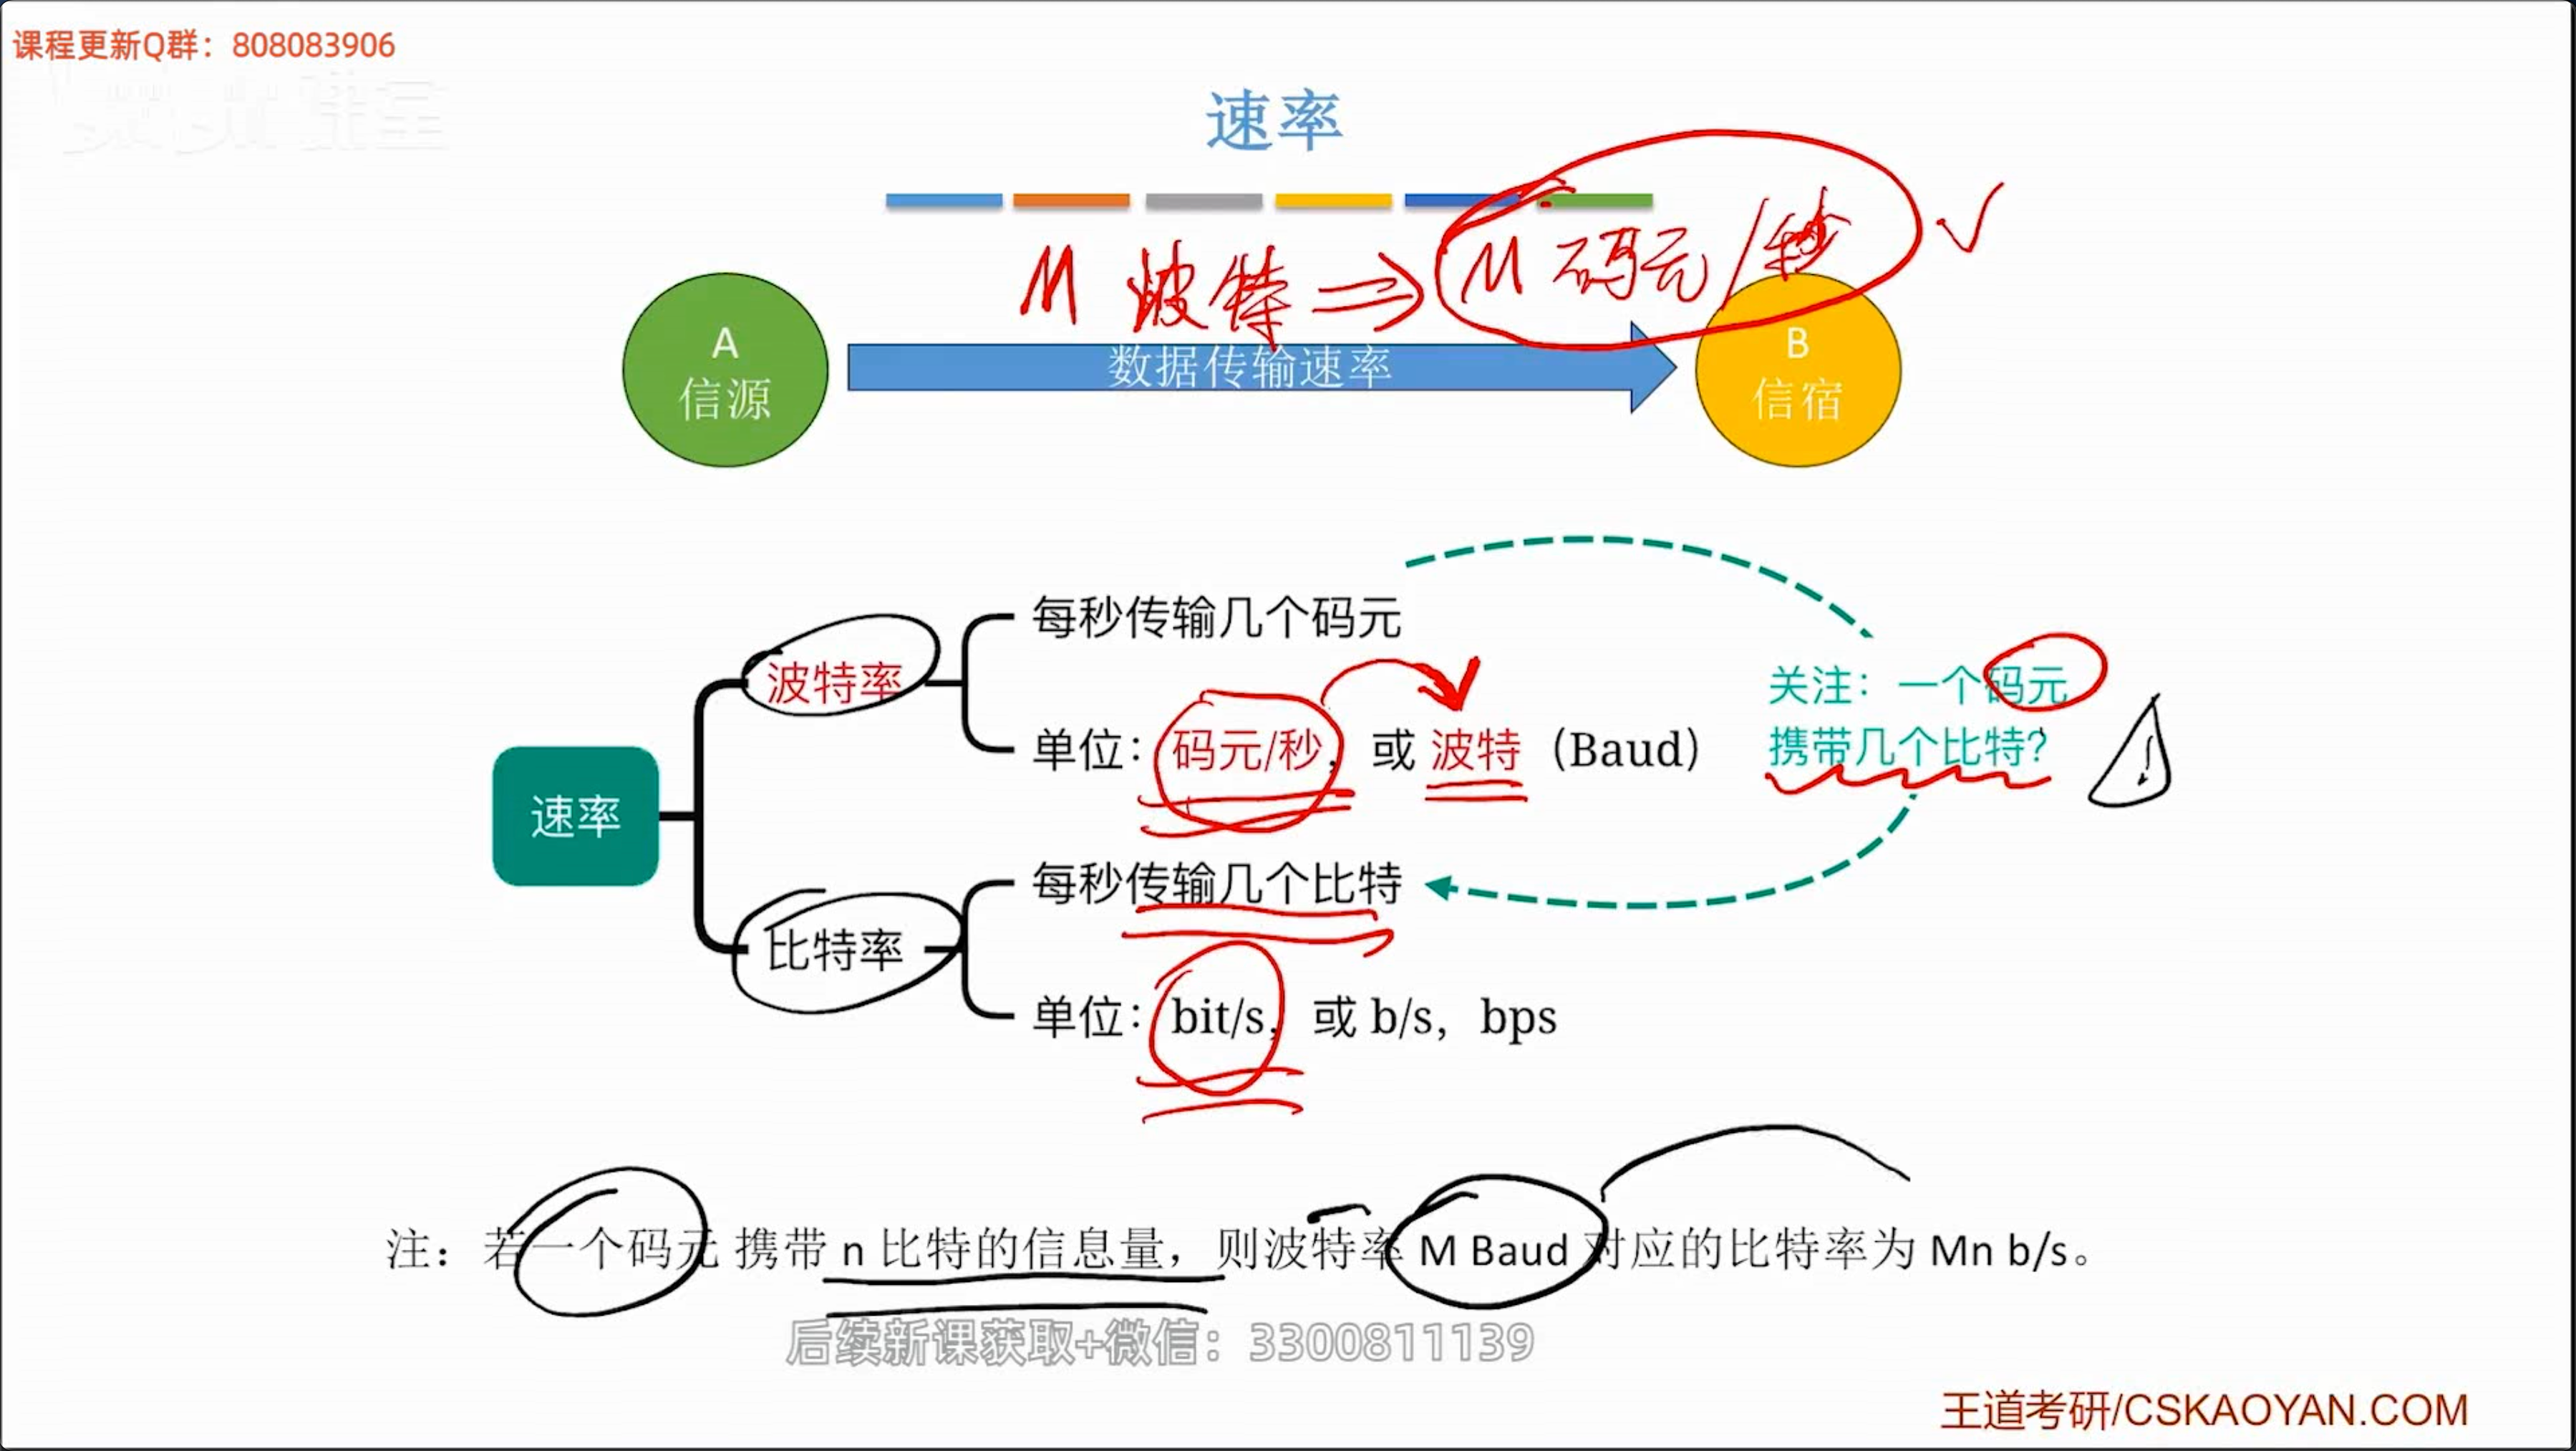 课程更新Q群：808083906
速率
M 波特 ⇒ M 码元/秒 ✓
A
信源
数据传输速率
B
信宿
每秒传输几个码元
波特率
单位：码元/秒，或 波特（Baud）
关注：一个码元
携带几个比特？
速率
每秒传输几个比特
比特率
单位：bit/s，或 b/s，bps
注：若一个码元 携带 n 比特的信息量，则波特率 M Baud 对应的比特率为 Mn b/s。
后续新课获取+微信：3300811139
王道考研/CSKAOYAN.COM